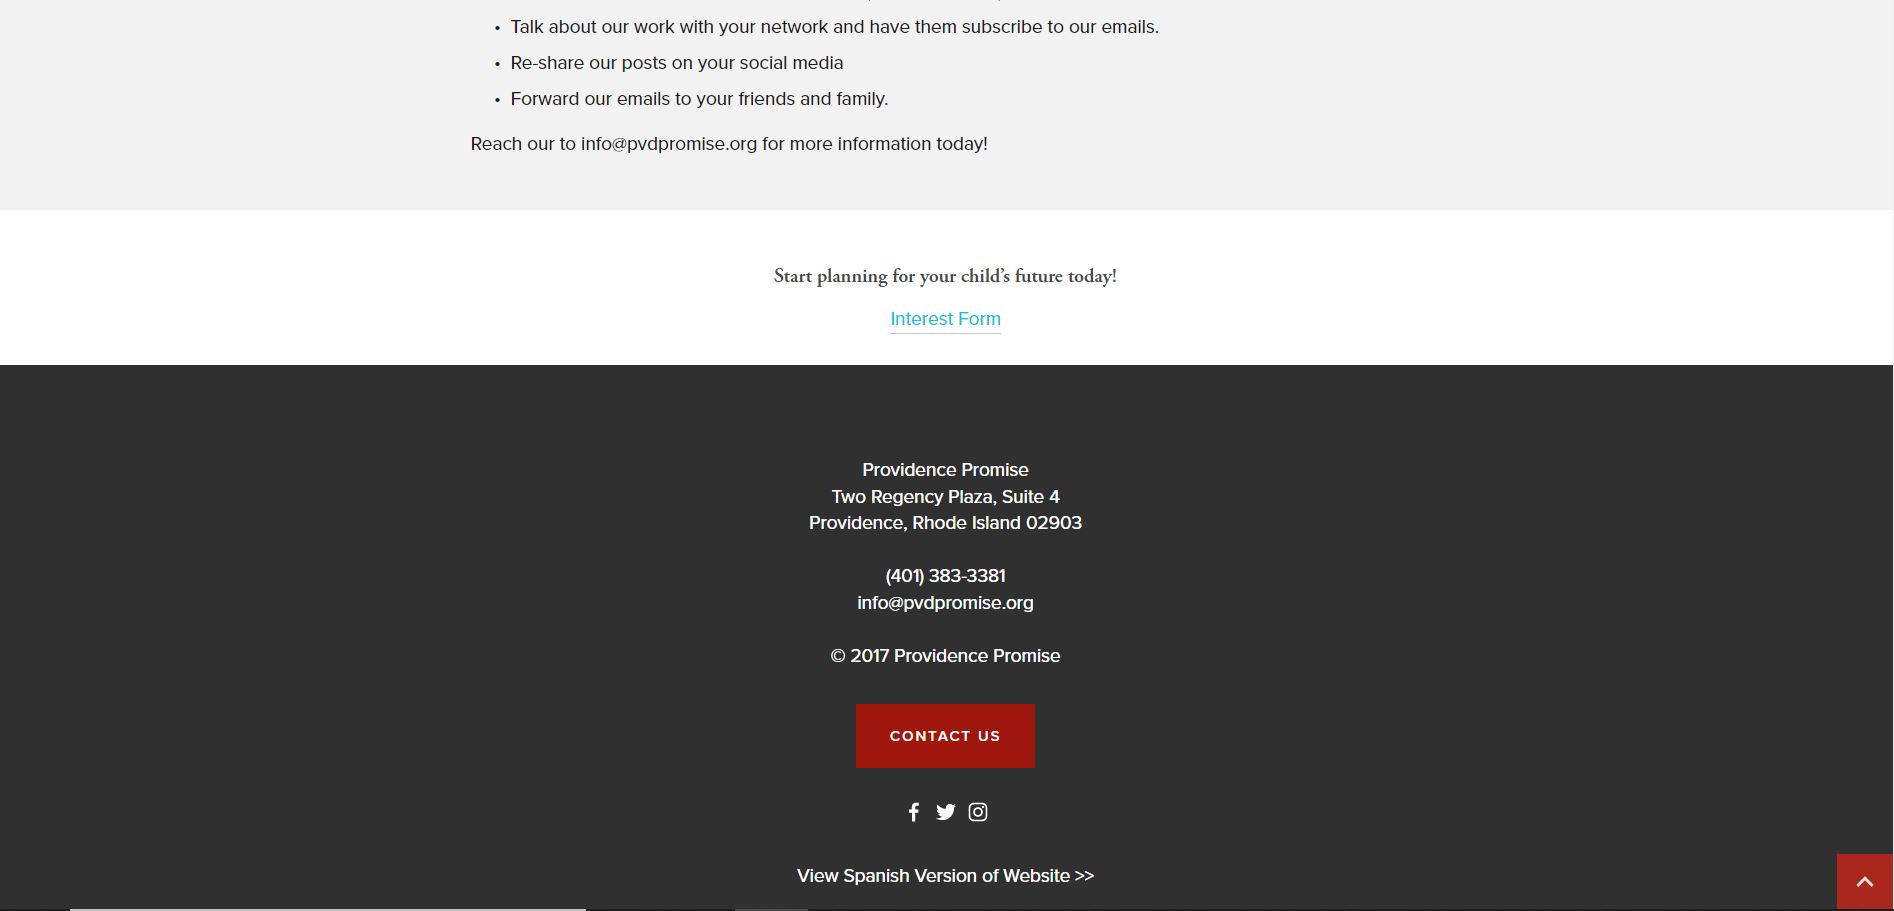 • Talk about our work with your network and have them subscribe to our emails.
• Re-share our posts on your social media
• Forward our emails to your friends and family.
Reach our to info@pvdpromise.org for more information today!
Start planning for your child’s future today!
Interest Form
Providence Promise
Two Regency Plaza, Suite 4
Providence, Rhode Island 02903
(401) 383-3381
info@pvdpromise.org
© 2017 Providence Promise
CONTACT US
View Spanish Version of Website >>